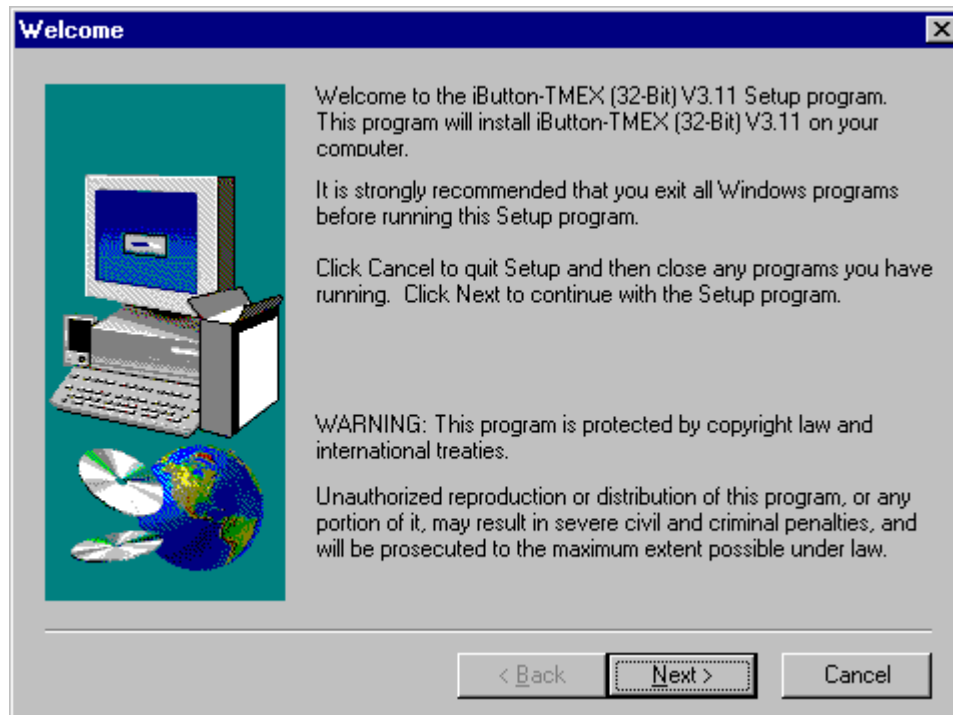 Welcome
Welcome to the iButton-TMEX (32-Bit) V3.11 Setup program.
This program will install iButton-TMEX (32-Bit) V3.11 on your
computer.
It is strongly recommended that you exit all Windows programs
before running this Setup program.
Click Cancel to quit Setup and then close any programs you have
running.  Click Next to continue with the Setup program.
WARNING: This program is protected by copyright law and
international treaties.
Unauthorized reproduction or distribution of this program, or any
portion of it, may result in severe civil and criminal penalties, and
will be prosecuted to the maximum extent possible under law.
< Back Next > Cancel